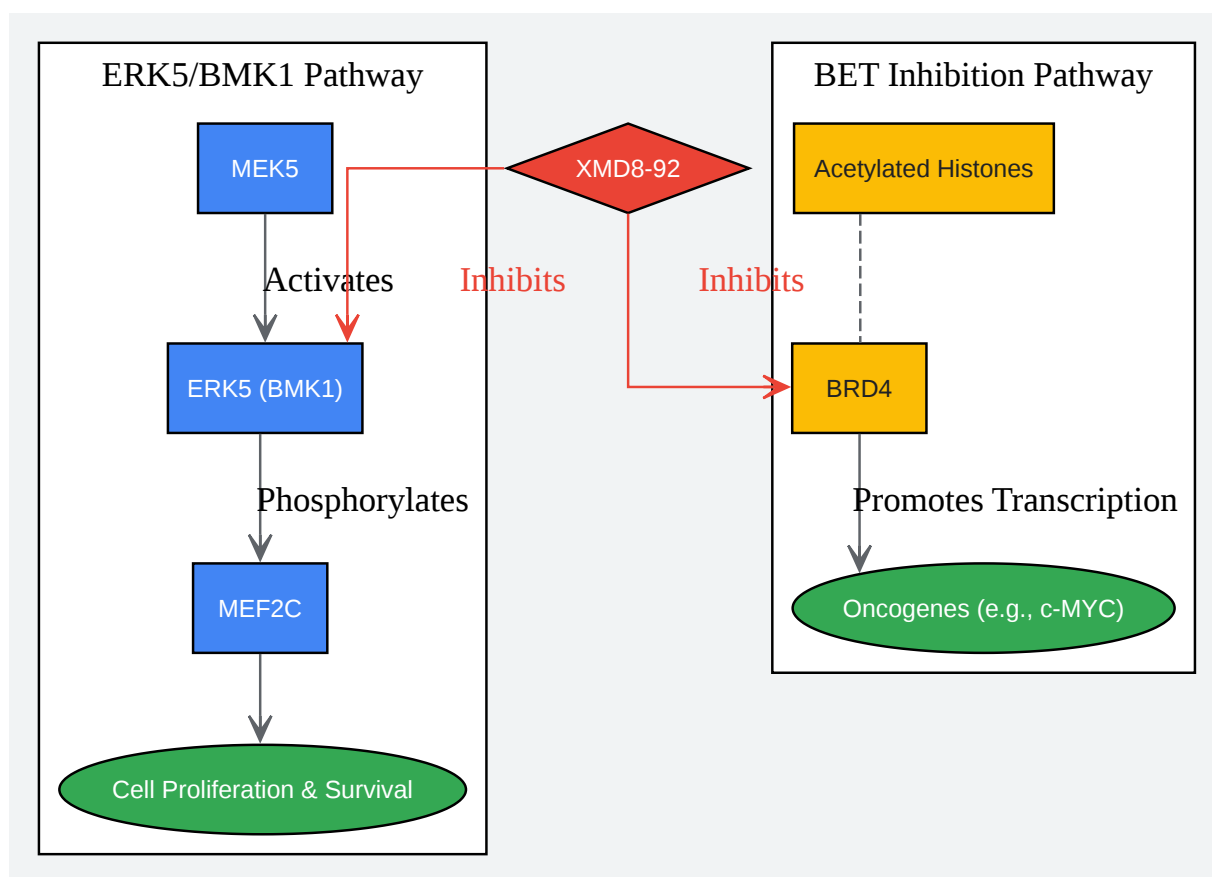 ERK5/BMK1 Pathway
BET Inhibition Pathway
MEK5
XMD8-92
Acetylated Histones
Activates
Inhibits
Inhibits
ERK5 (BMK1)
BRD4
Phosphorylates
Promotes Transcription
MEF2C
Oncogenes (e.g., c-MYC)
Cell Proliferation & Survival